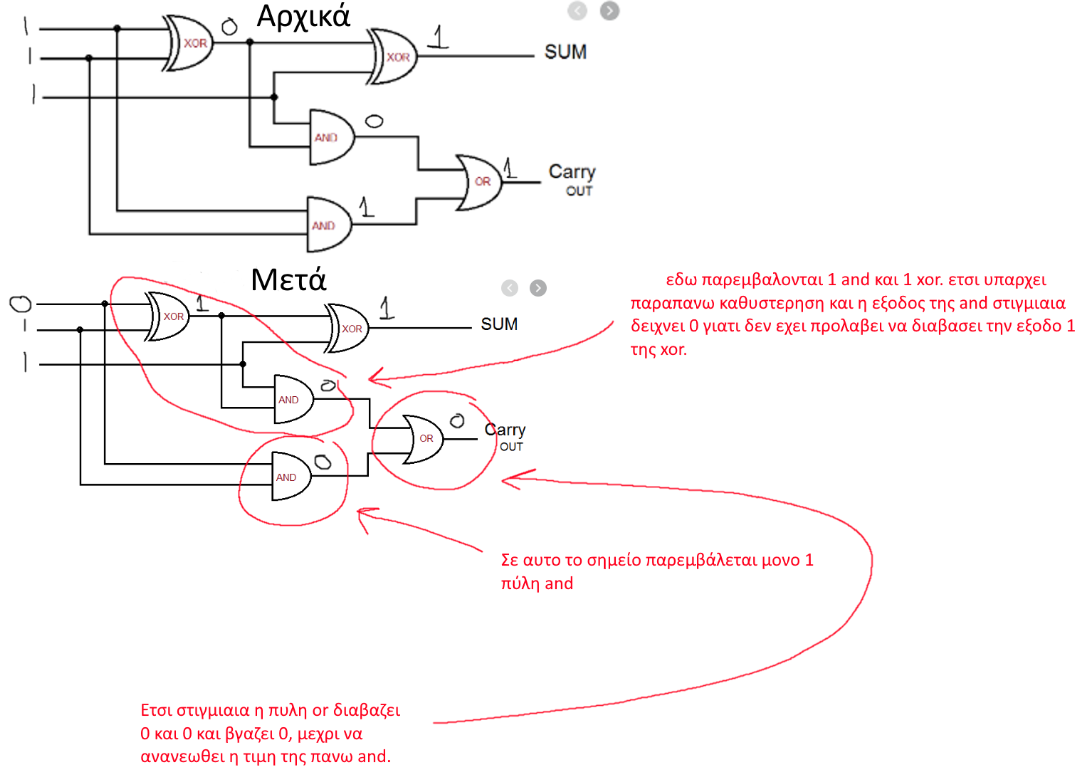 Αρχικά
1
0
1
XOR
XOR
SUM
1
1
0
AND
1
Carry
OR
OUT
1
AND
Μετά
εδω παρεμβαλονται 1 and και 1 xor. ετσι υπαρχει
παραπανω καθυστερηση και η εξοδος της and στιγμιαια
δειχνει 0 γιατι δεν εχει προλαβει να διαβασει την εξοδο 1
της xor.
0
1
1
XOR
XOR
SUM
1
1
0
AND
0
Carry
OR
OUT
0
AND
Σε αυτο το σημείο παρεμβάλεται μονο 1
πύλη and
Ετσι στιγμιαια η πυλη or διαβαζει
0 και 0 και βγαζει 0, μεχρι να
ανανεωθει η τιμη της πανω and.